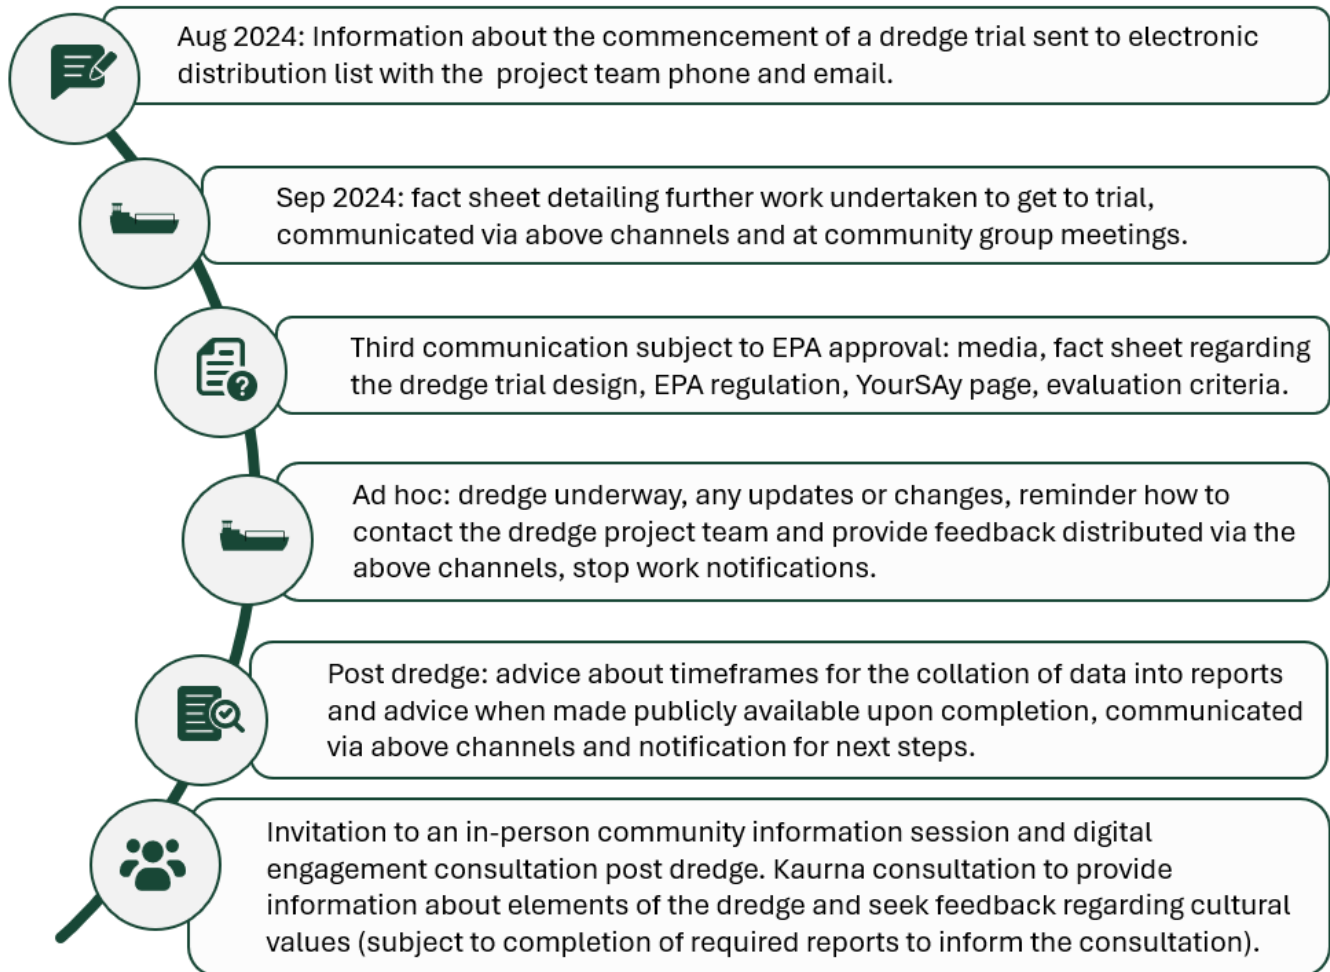 Aug 2024: Information about the commencement of a dredge trial sent to electronic
distribution list with the  project team phone and email.
Sep 2024: fact sheet detailing further work undertaken to get to trial,
communicated via above channels and at community group meetings.
Third communication subject to EPA approval: media, fact sheet regarding
the dredge trial design, EPA regulation, YourSAy page, evaluation criteria.
Ad hoc: dredge underway, any updates or changes, reminder how to
contact the dredge project team and provide feedback distributed via the
above channels, stop work notifications.
Post dredge: advice about timeframes for the collation of data into reports
and advice when made publicly available upon completion, communicated
via above channels and notification for next steps.
Invitation to an in-person community information session and digital
engagement consultation post dredge. Kaurna consultation to provide
information about elements of the dredge and seek feedback regarding cultural
values (subject to completion of required reports to inform the consultation).